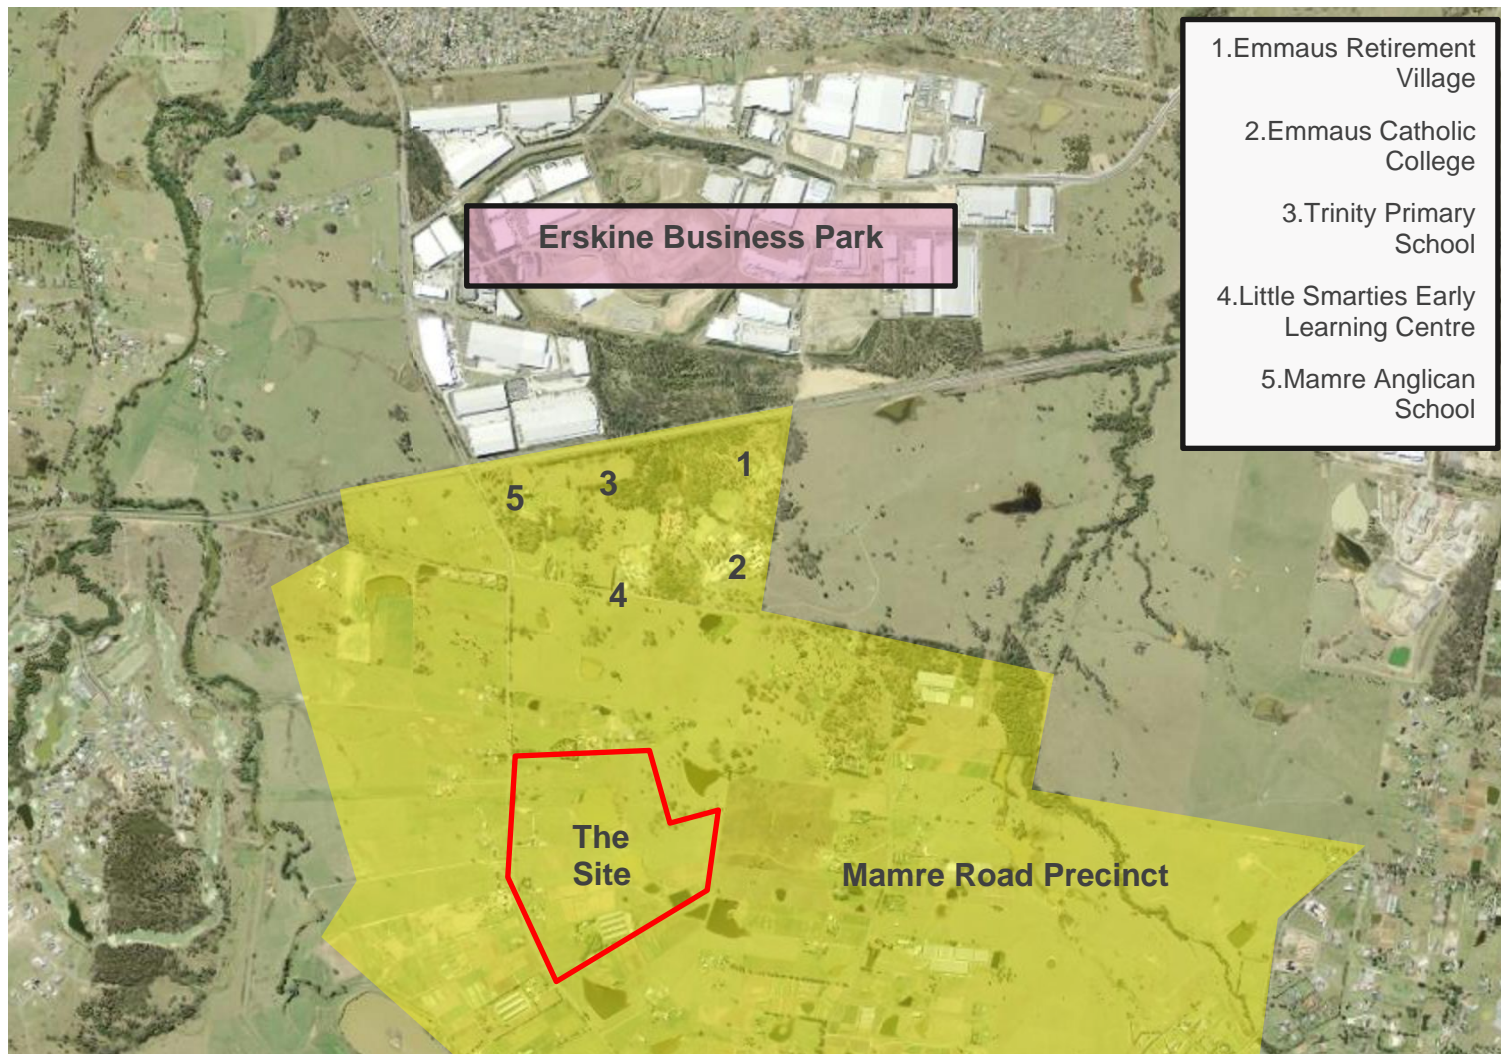 1.Emmaus Retirement
Village
2.Emmaus Catholic
College
3.Trinity Primary
School
4.Little Smarties Early
Learning Centre
5.Mamre Anglican
School
Erskine Business Park
1
3
5
2
4
The
Site
Mamre Road Precinct